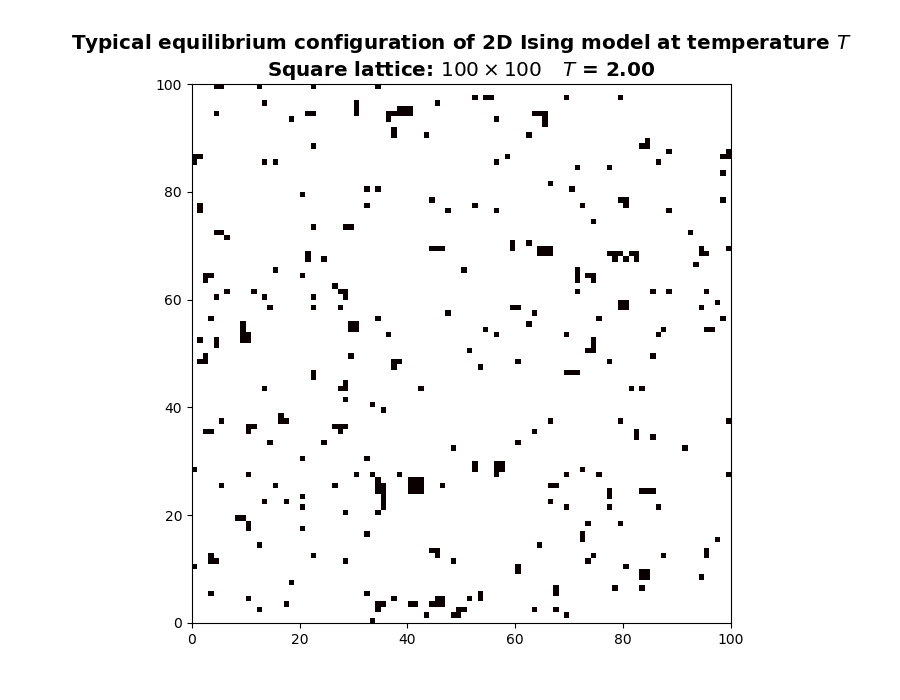 Typical equilibrium configuration of 2D Ising model at temperature T
Square lattice: 100 × 100 T = 2.00
100
80
60
40
20
0
0 20 40 60 80 100